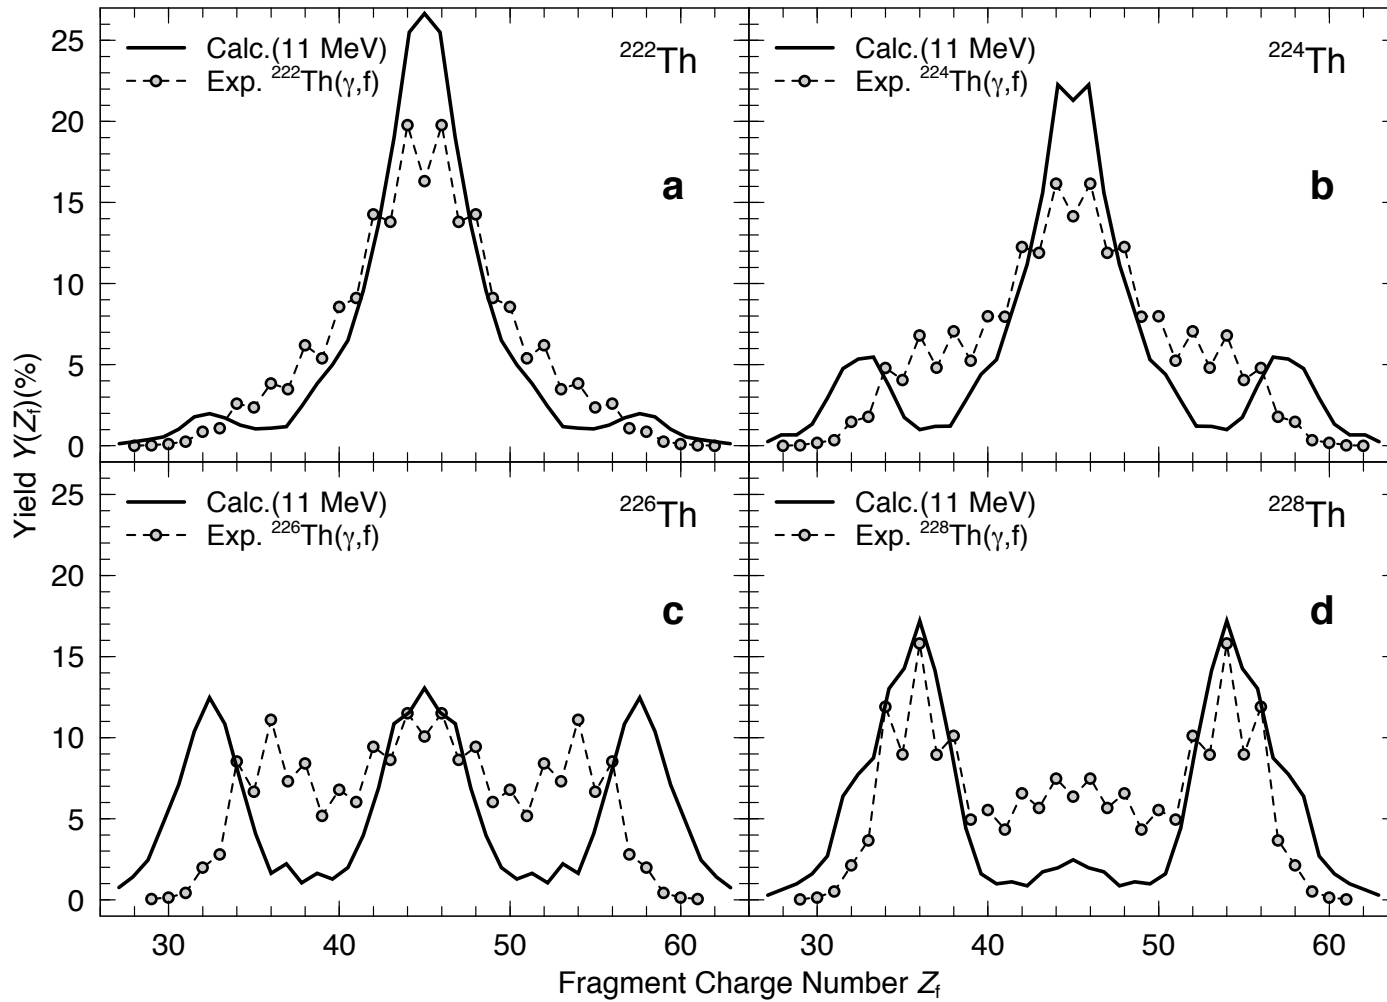 Calc.(11 MeV)
Exp. ²²²Th(γ,f)
²²²Th
a
Calc.(11 MeV)
Exp. ²²⁴Th(γ,f)
²²⁴Th
b
25
20
15
10
5
0
Calc.(11 MeV)
Exp. ²²⁶Th(γ,f)
²²⁶Th
c
Calc.(11 MeV)
Exp. ²²⁸Th(γ,f)
²²⁸Th
d
25
20
15
10
5
0
Yield Y(Z_f)(%)
30 40 50 60 30 40 50 60
Fragment Charge Number Z_f